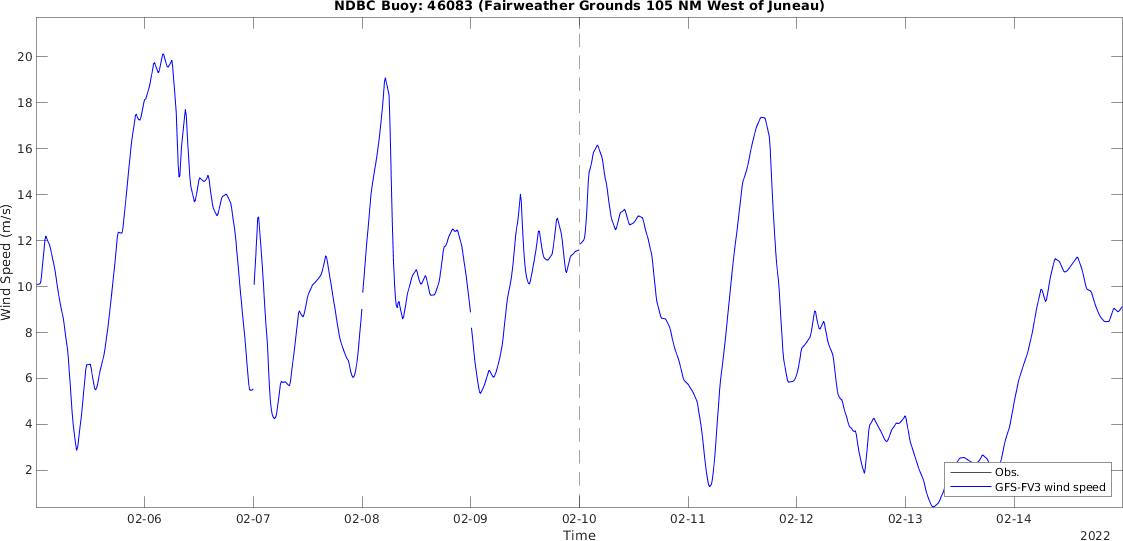 NDBC Buoy: 46083 (Fairweather Grounds 105 NM West of Juneau)
Wind Speed (m/s)
20
18
16
14
12
10
8
6
4
2
Obs.
GFS-FV3 wind speed
02-06 02-07 02-08 02-09 02-10 02-11 02-12 02-13 02-14
Time
2022